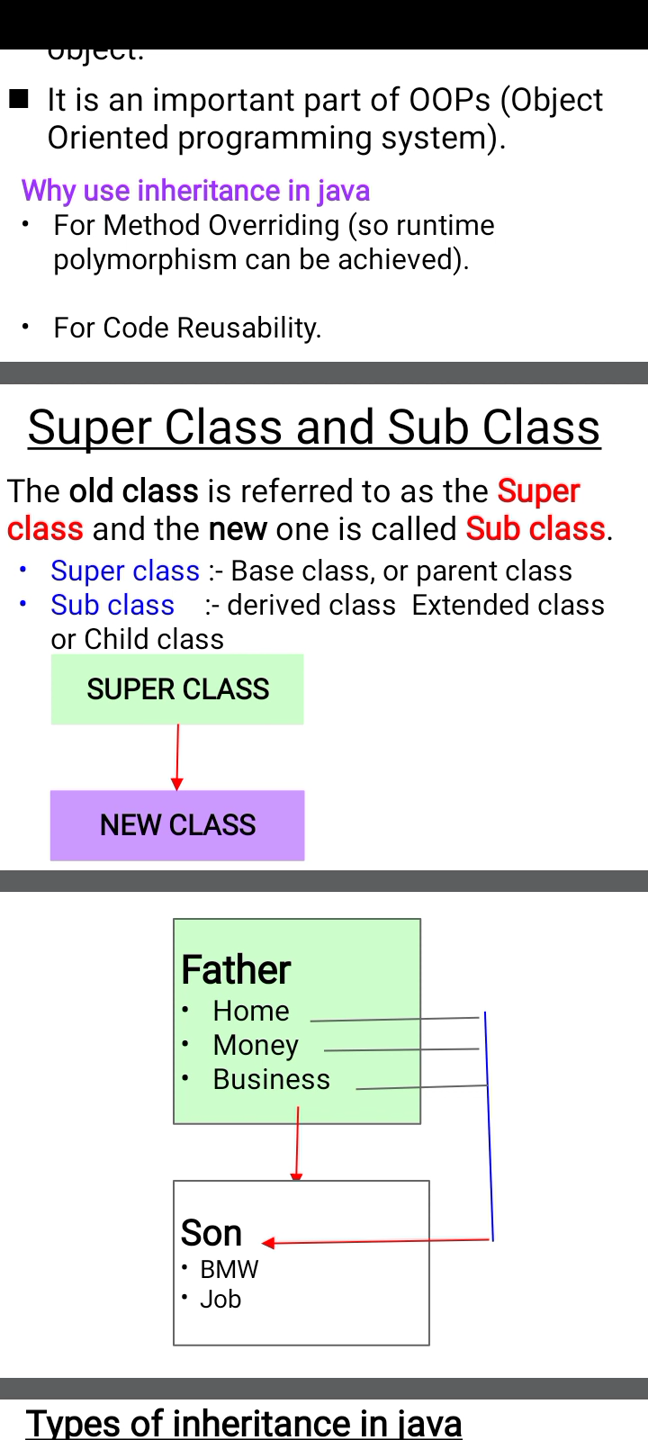 object.
■ It is an important part of OOPs (Object
Oriented programming system).
Why use inheritance in java
• For Method Overriding (so runtime
polymorphism can be achieved).
• For Code Reusability.
Super Class and Sub Class
The old class is referred to as the Super
class and the new one is called Sub class.
• Super class :- Base class, or parent class
• Sub class :- derived class Extended class
or Child class
SUPER CLASS
NEW CLASS
Father
• Home
• Money
• Business
Son
• BMW
• Job
Types of inheritance in java